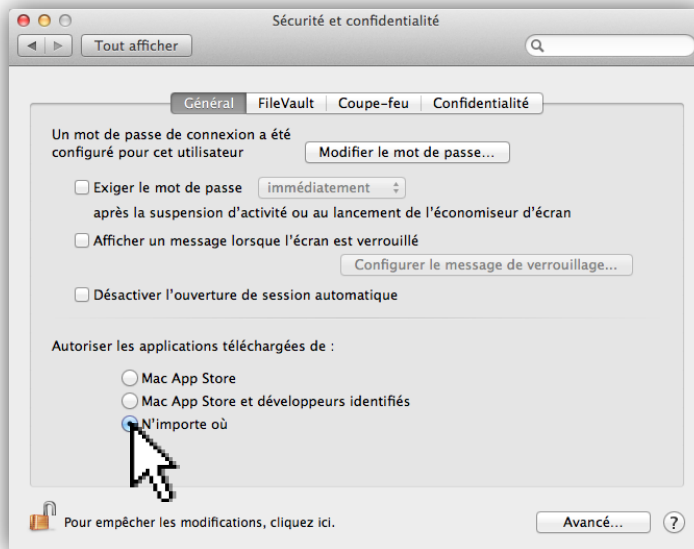 Sécurité et confidentialité
Tout afficher
Général FileVault Coupe-feu Confidentialité
Un mot de passe de connexion a été
configuré pour cet utilisateur Modifier le mot de passe...
Exiger le mot de passe immédiatement
après la suspension d'activité ou au lancement de l'économiseur d'écran
Afficher un message lorsque l'écran est verrouillé
Configurer le message de verrouillage...
Désactiver l'ouverture de session automatique
Autoriser les applications téléchargées de :
Mac App Store
Mac App Store et développeurs identifiés
N'importe où
Pour empêcher les modifications, cliquez ici. Avancé... ?